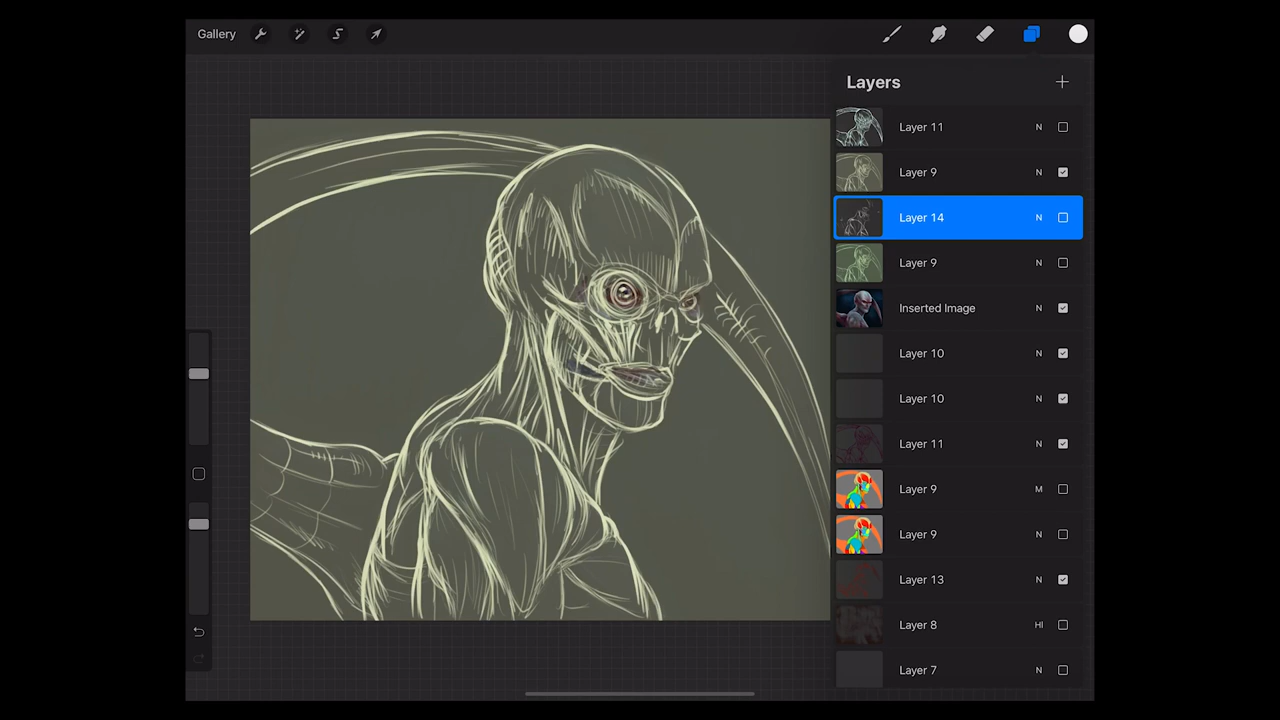 Gallery
Layers
Layer 11 N
Layer 9 N
Layer 14 N
Layer 9 N
Inserted Image N
Layer 10 N
Layer 10 N
Layer 11 N
Layer 9 M
Layer 9 N
Layer 13 N
Layer 8 HI
Layer 7 N